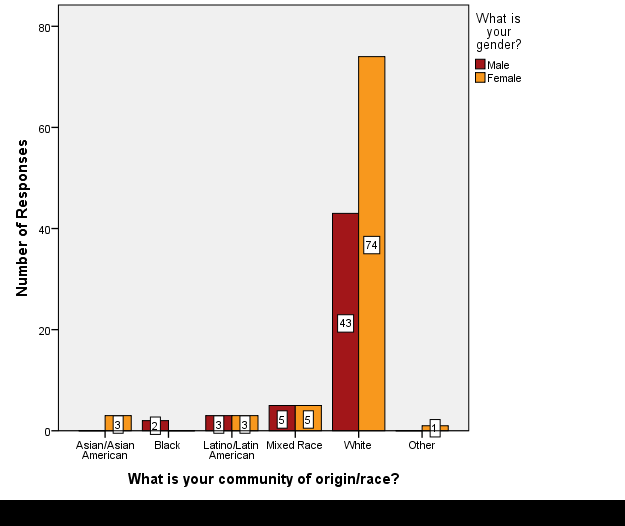 What is
your
gender?
Male
Female
80
60
40
20
0
Number of Responses
3
2
3
3
5
5
43
74
1
Asian/Asian
American
Black
Latino/Latin
American
Mixed Race
White
Other
What is your community of origin/race?